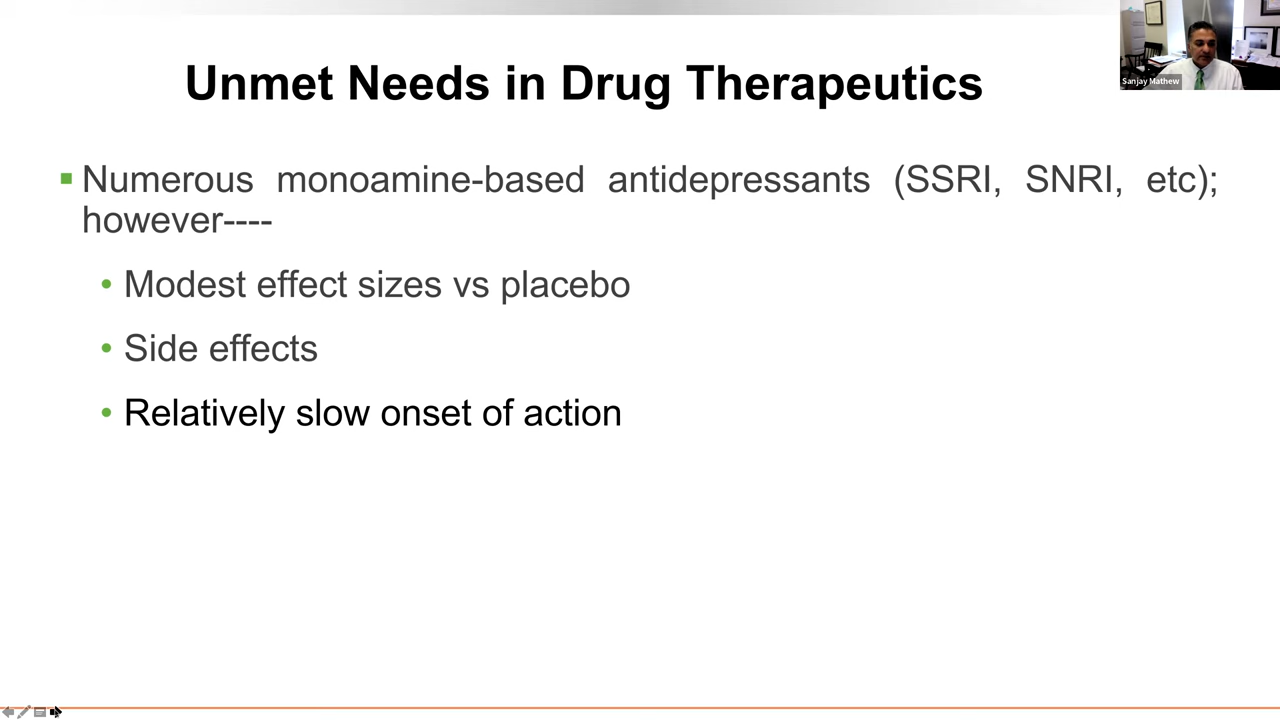 Unmet Needs in Drug Therapeutics
Sanjay Mathew
Numerous monoamine-based antidepressants (SSRI, SNRI, etc);
however----
• Modest effect sizes vs placebo
• Side effects
• Relatively slow onset of action